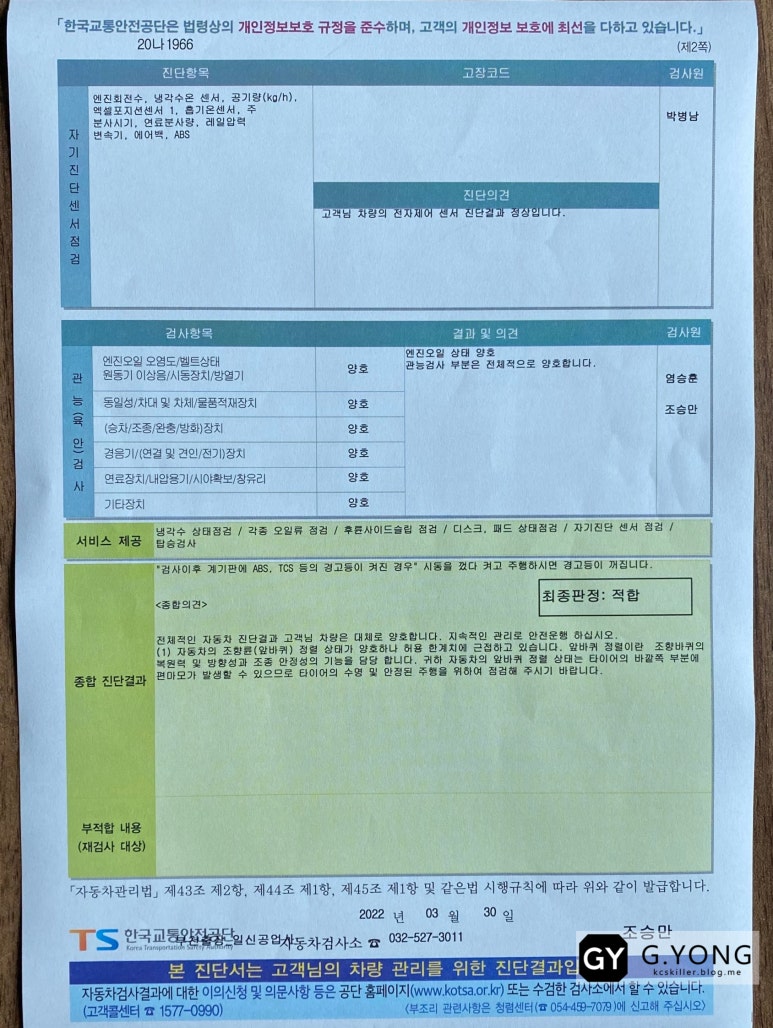 「한국교통안전공단은 법령상의 개인정보보호 규정을 준수하며, 고객의 개인정보 보호에 최선을 다하고 있습니다.」
20나1966
(제2쪽)
진단항목 고장코드 검사원
자기진단센서점검
엔진회전수, 냉각수온 센서, 공기량(kg/h),
엑셀포지션센서 1, 흡기온센서, 주
분사시기, 연료분사량, 레일압력
변속기, 에어백, ABS
박병남
진단의견
고객님 차량의 전자제어 센서 진단결과 정상입니다.
검사항목 결과 및 의견 검사원
관능(육안)검사
엔진오일 오염도/벨트상태
원동기 이상음/시동장치/방열기 양호
동일성/차대 및 차체/물품적재장치 양호
(승차/조종/완충/방화)장치 양호
경음기/(연결 및 견인/전기)장치 양호
연료장치/내압용기/시야확보/창유리 양호
기타장치 양호
엔진오일 상태 양호
관능검사 부분은 전체적으로 양호합니다.
염승훈
조승만
서비스 제공
냉각수 상태점검 / 각종 오일류 점검 / 후륜사이드슬립 점검 / 디스크, 패드 상태점검 / 자기진단 센서 점검 /
탑승검사
종합 진단결과
"검사이후 계기판에 ABS, TCS 등의 경고등이 켜진 경우" 시동을 껐다 켜고 주행하시면 경고등이 꺼집니다.
<종합의견>
최종판정: 적합
전체적인 자동차 진단결과 고객님 차량은 대체로 양호합니다. 지속적인 관리로 안전운행 하십시오.
(1) 자동차의 조향륜(앞바퀴) 정렬 상태가 양호하나 허용 한계치에 근접하고 있습니다. 앞바퀴 정렬이란 조향바퀴의
복원력 및 방향성과 조종 안정성의 기능을 담당 합니다. 귀하 자동차의 앞바퀴 정렬 상태는 타이어의 바깥쪽 부분에
편마모가 발생할 수 있으므로 타이어의 수명 및 안정된 주행을 위하여 점검해 주시기 바랍니다.
부적합 내용
(재검사 대상)
「자동차관리법」 제43조 제2항, 제44조 제1항, 제45조 제1항 및 같은법 시행규칙에 따라 위와 같이 발급합니다.
2022 년 03 월 30 일
TS 한국교통안전공단
Korea Transportation Safety Authority
일신공업사 자동차검사소 ☎ 032-527-3011
조승만
본 진단서는 고객님의 차량 관리를 위한 진단결과입
자동차검사결과에 대한 이의신청 및 의문사항 등은 공단 홈페이지(www.kotsa.or.kr) 또는 수검한 검사소에서 할 수 있습니다.
(고객콜센터 ☎ 1577-0990) 〈부조리 관련사항은 청렴센터(☎ 054-459-7079)에 신고해 주십시오〉
GY G.YONG
kcskiller.blog.me